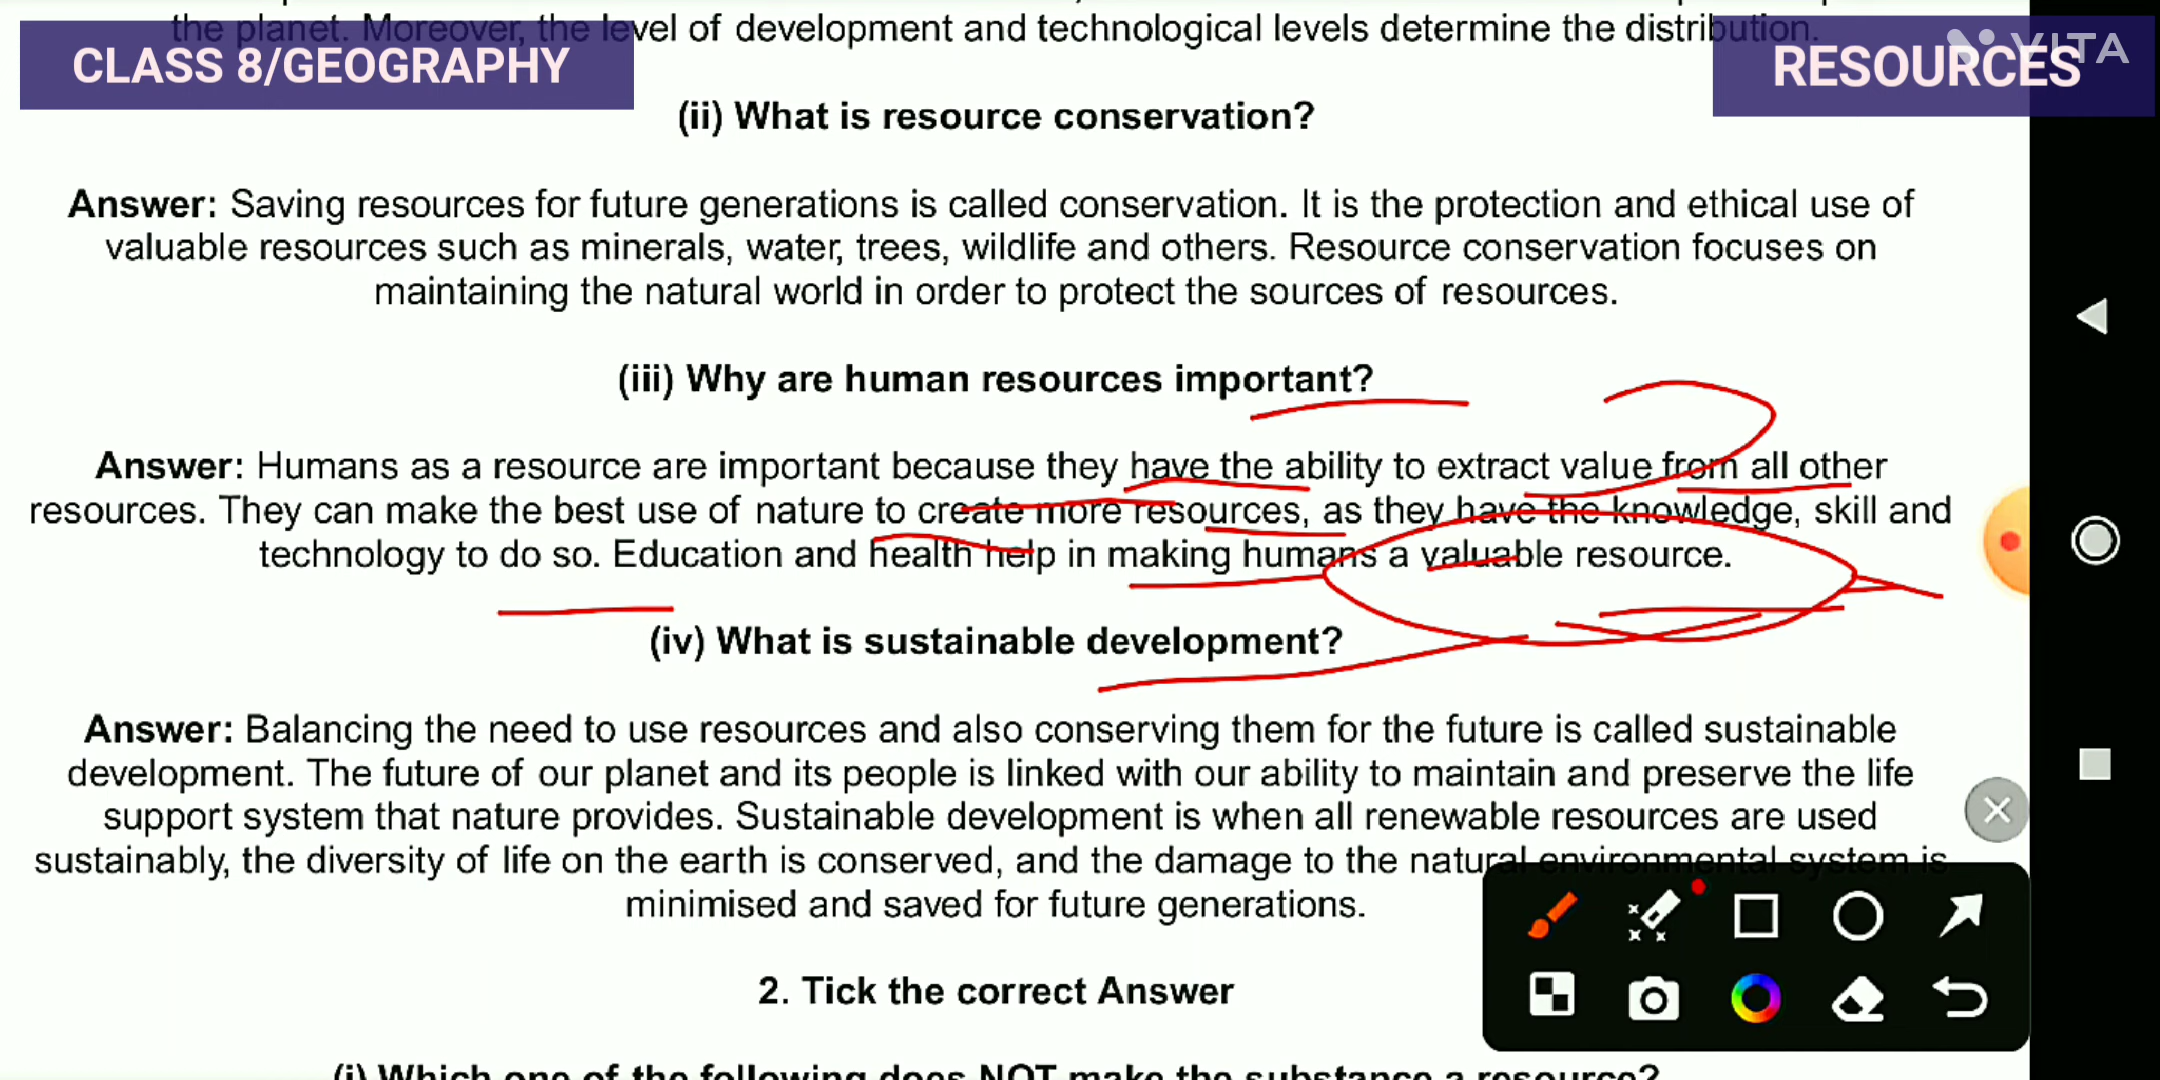 the planet. Moreover, the level of development and technological levels determine the distribution.
CLASS 8/GEOGRAPHY
VITA
RESOURCES
(ii) What is resource conservation?
Answer: Saving resources for future generations is called conservation. It is the protection and ethical use of
valuable resources such as minerals, water, trees, wildlife and others. Resource conservation focuses on
maintaining the natural world in order to protect the sources of resources.
(iii) Why are human resources important?
Answer: Humans as a resource are important because they have the ability to extract value from all other
resources. They can make the best use of nature to create more resources, as they have the knowledge, skill and
technology to do so. Education and health help in making humans a valuable resource.
(iv) What is sustainable development?
Answer: Balancing the need to use resources and also conserving them for the future is called sustainable
development. The future of our planet and its people is linked with our ability to maintain and preserve the life
support system that nature provides. Sustainable development is when all renewable resources are used
sustainably, the diversity of life on the earth is conserved, and the damage to the natural environmental system is
minimised and saved for future generations.
2. Tick the correct Answer
(i) Which one of the following does NOT make the substance a resource?